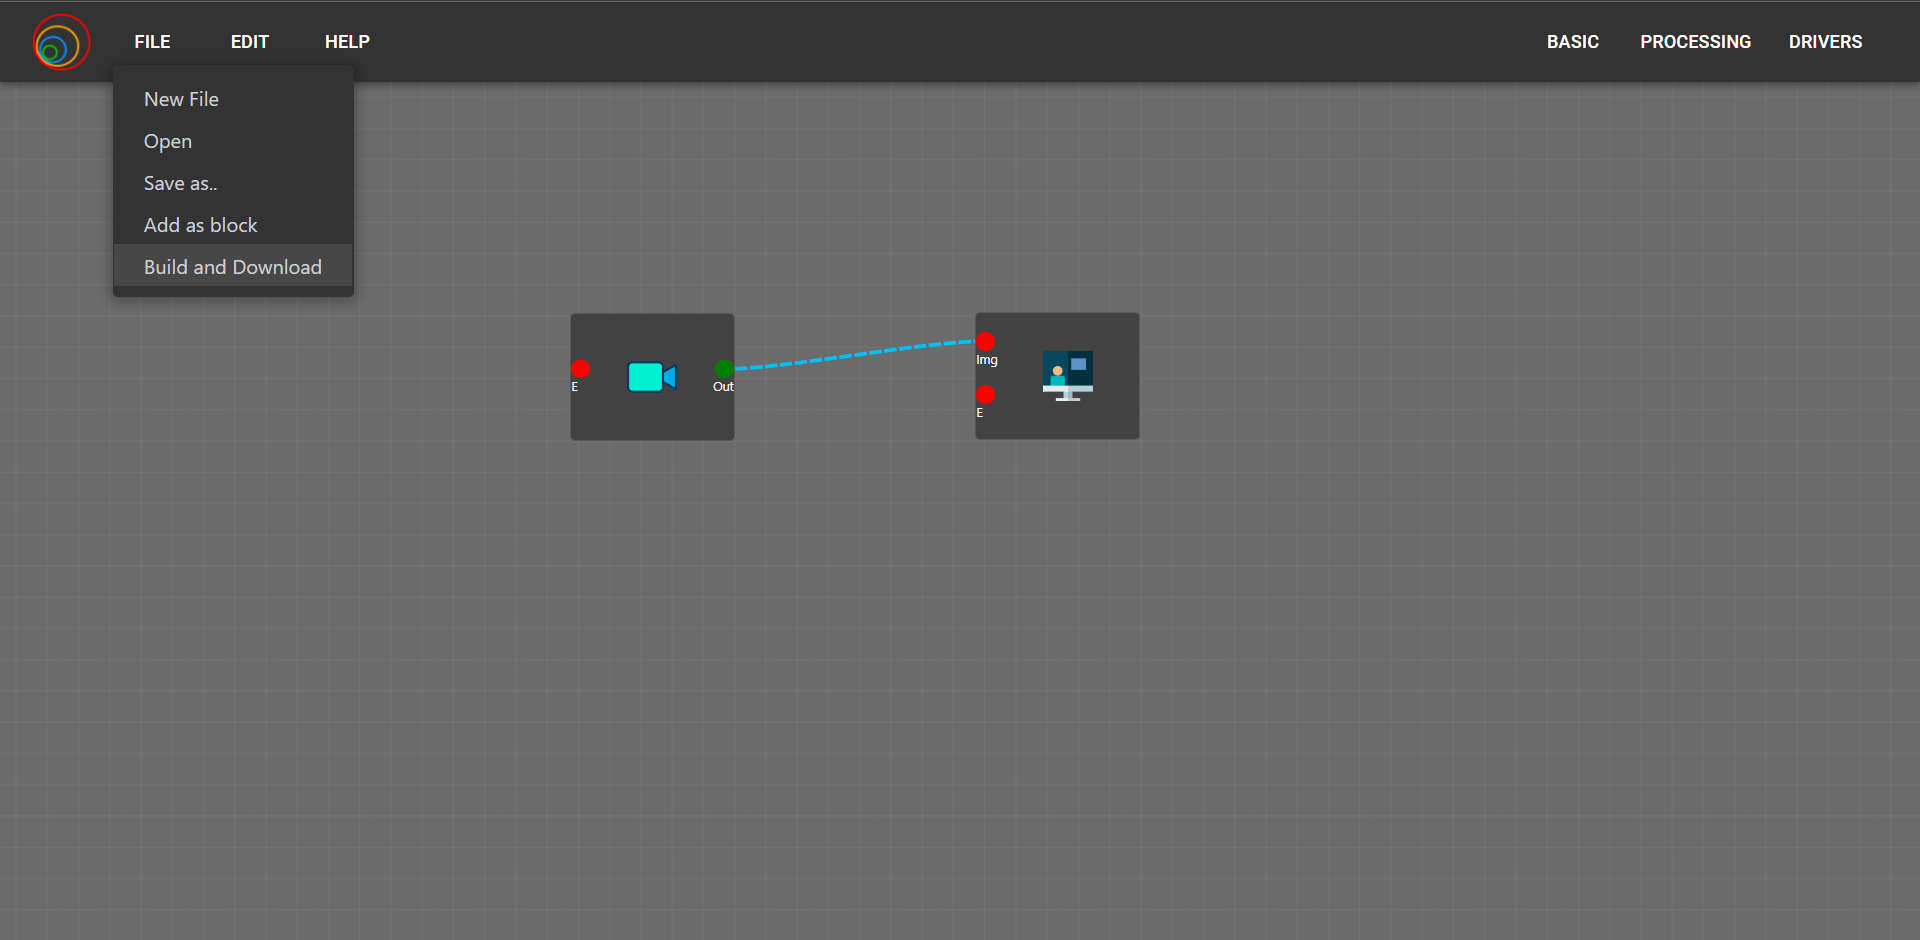 FILE
EDIT
HELP
BASIC
PROCESSING
DRIVERS
New File
Open
Save as..
Add as block
Build and Download
E
Out
Img
E